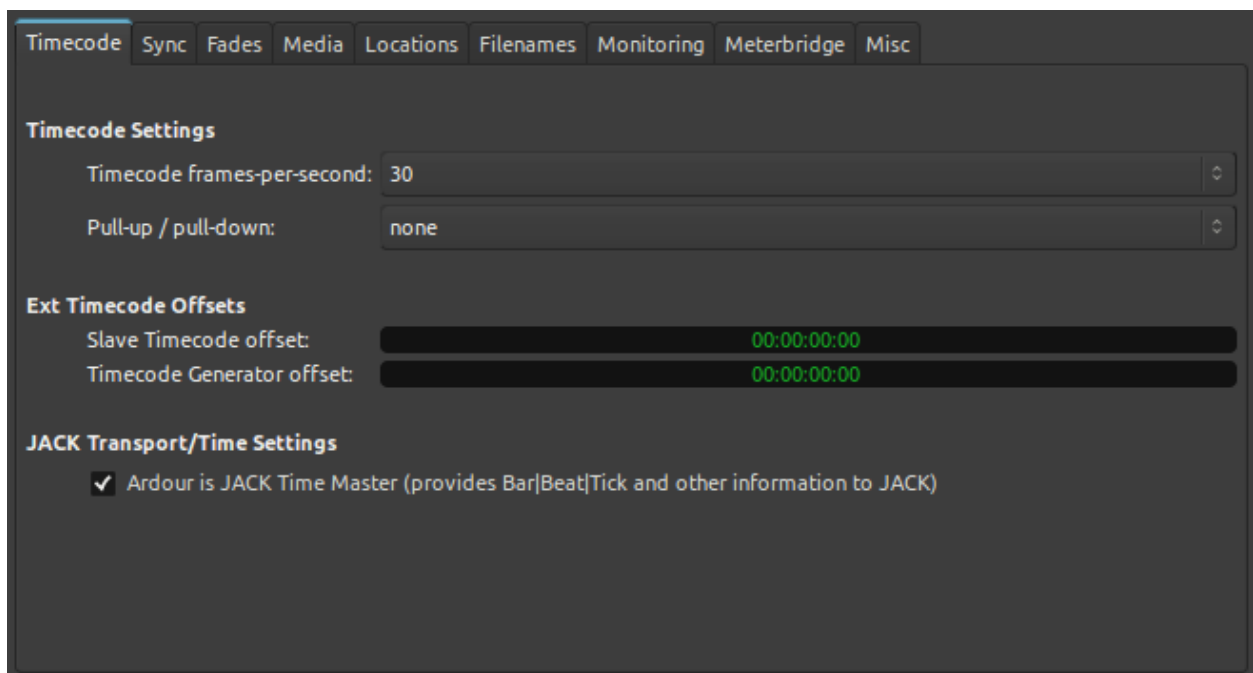 Timecode Sync Fades Media Locations Filenames Monitoring Meterbridge Misc
Timecode Settings
Timecode frames-per-second: 30
Pull-up / pull-down: none
Ext Timecode Offsets
Slave Timecode offset: 00:00:00:00
Timecode Generator offset: 00:00:00:00
JACK Transport/Time Settings
Ardour is JACK Time Master (provides Bar|Beat|Tick and other information to JACK)